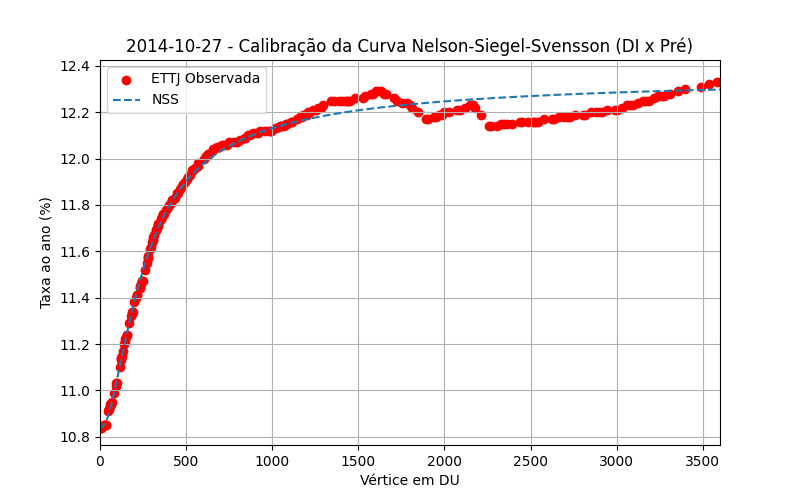 2014-10-27 - Calibração da Curva Nelson-Siegel-Svensson (DI x Pré)
ETTJ Observada
NSS
Taxa ao ano (%)
12.4
12.2
12.0
11.8
11.6
11.4
11.2
11.0
10.8
0 500 1000 1500 2000 2500 3000 3500
Vértice em DU